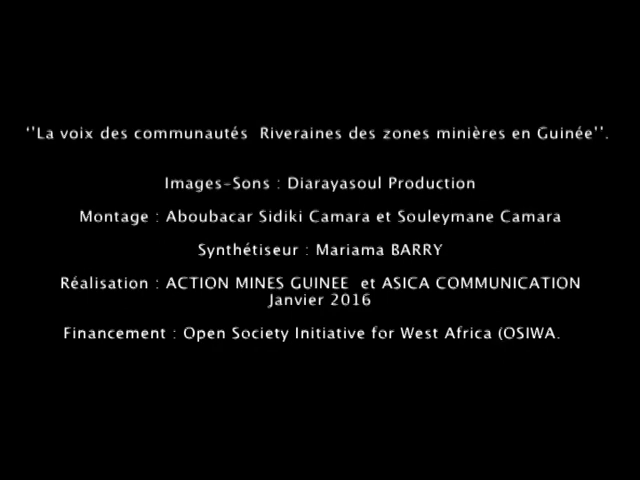 ‘'La voix des communautés  Riveraines des zones minières en Guinée''.
Images-Sons : Diarayasoul Production
Montage : Aboubacar Sidiki Camara et Souleymane Camara
Synthétiseur : Mariama BARRY
Réalisation : ACTION MINES GUINEE  et ASICA COMMUNICATION
Janvier 2016
Financement : Open Society Initiative for West Africa (OSIWA.